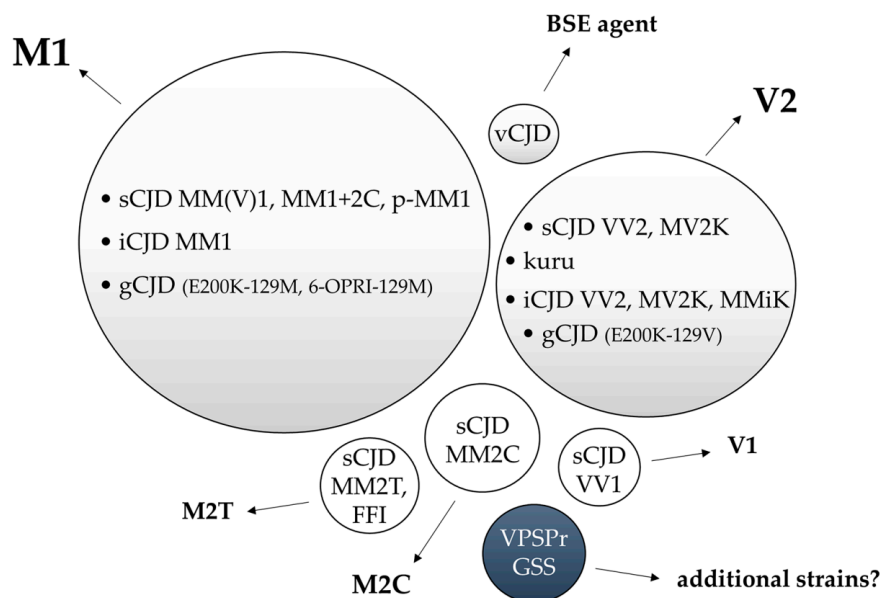 BSE agent
M1
V2
vCJD
• sCJD MM(V)1, MM1+2C, p-MM1
• iCJD MM1
• gCJD (E200K-129M, 6-OPRI-129M)
• sCJD VV2, MV2K
• kuru
• iCJD VV2, MV2K, MMiK
• gCJD (E200K-129V)
sCJD
MM2C
sCJD
MM2T,
FFI
sCJD
VV1
V1
M2T
VPSPr
GSS
M2C
additional strains?